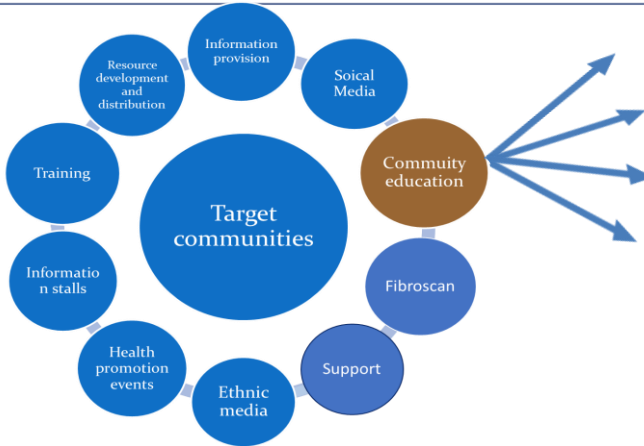 Information
provision
Soical
Media
Commuity
education
Fibroscan
Support
Ethnic
media
Health
promotion
events
Informatio
n stalls
Training
Resource
development
and
distribution
Target
communities